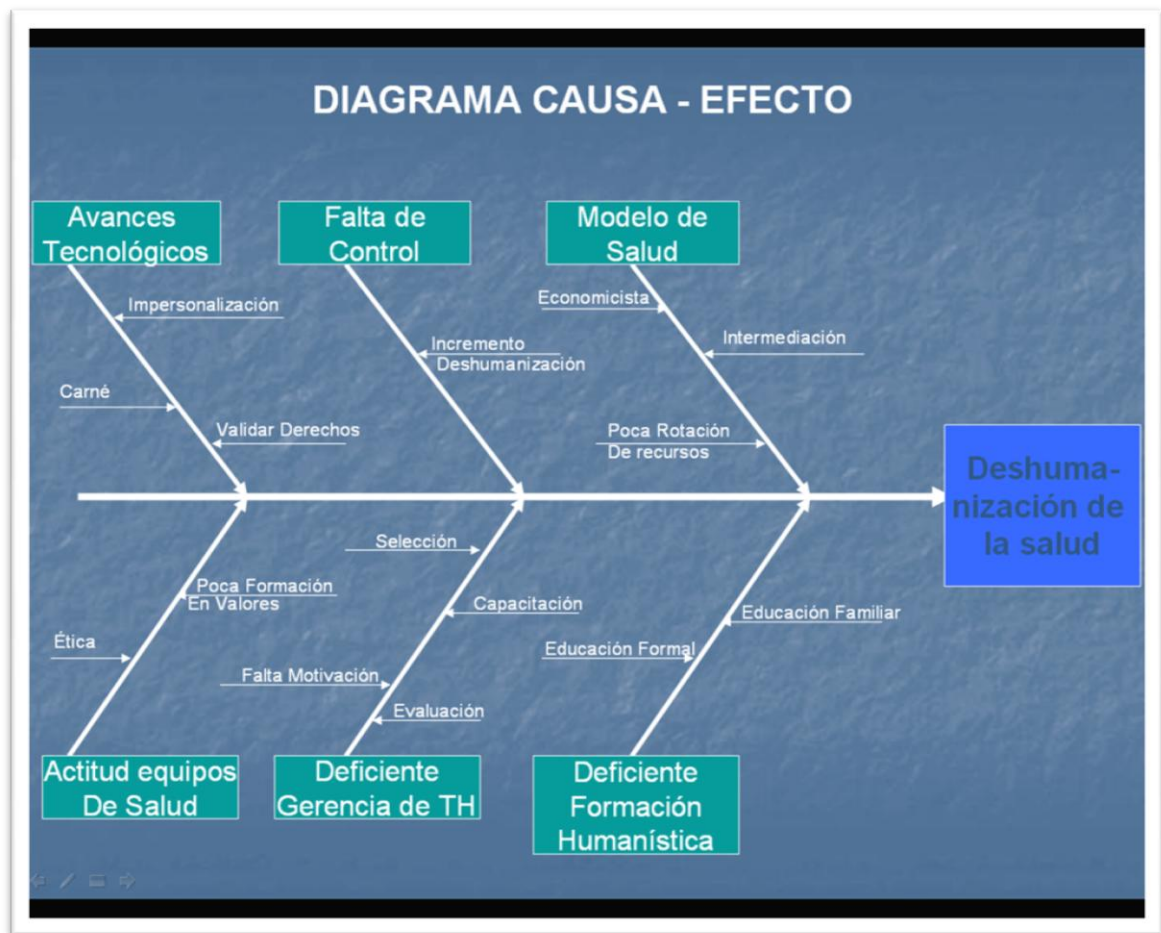 DIAGRAMA CAUSA - EFECTO
Avances
Tecnológicos
Falta de
Control
Modelo de
Salud
Impersonalización
Carné
Validar Derechos
Incremento
Deshumanización
Economicista
Intermediación
Poca Rotación
De recursos
Deshuma-
nización de
la salud
Poca Formación
En Valores
Ética
Selección
Capacitación
Falta Motivación
Evaluación
Educación Familiar
Educación Formal
Actitud equipos
De Salud
Deficiente
Gerencia de TH
Deficiente
Formación
Humanística